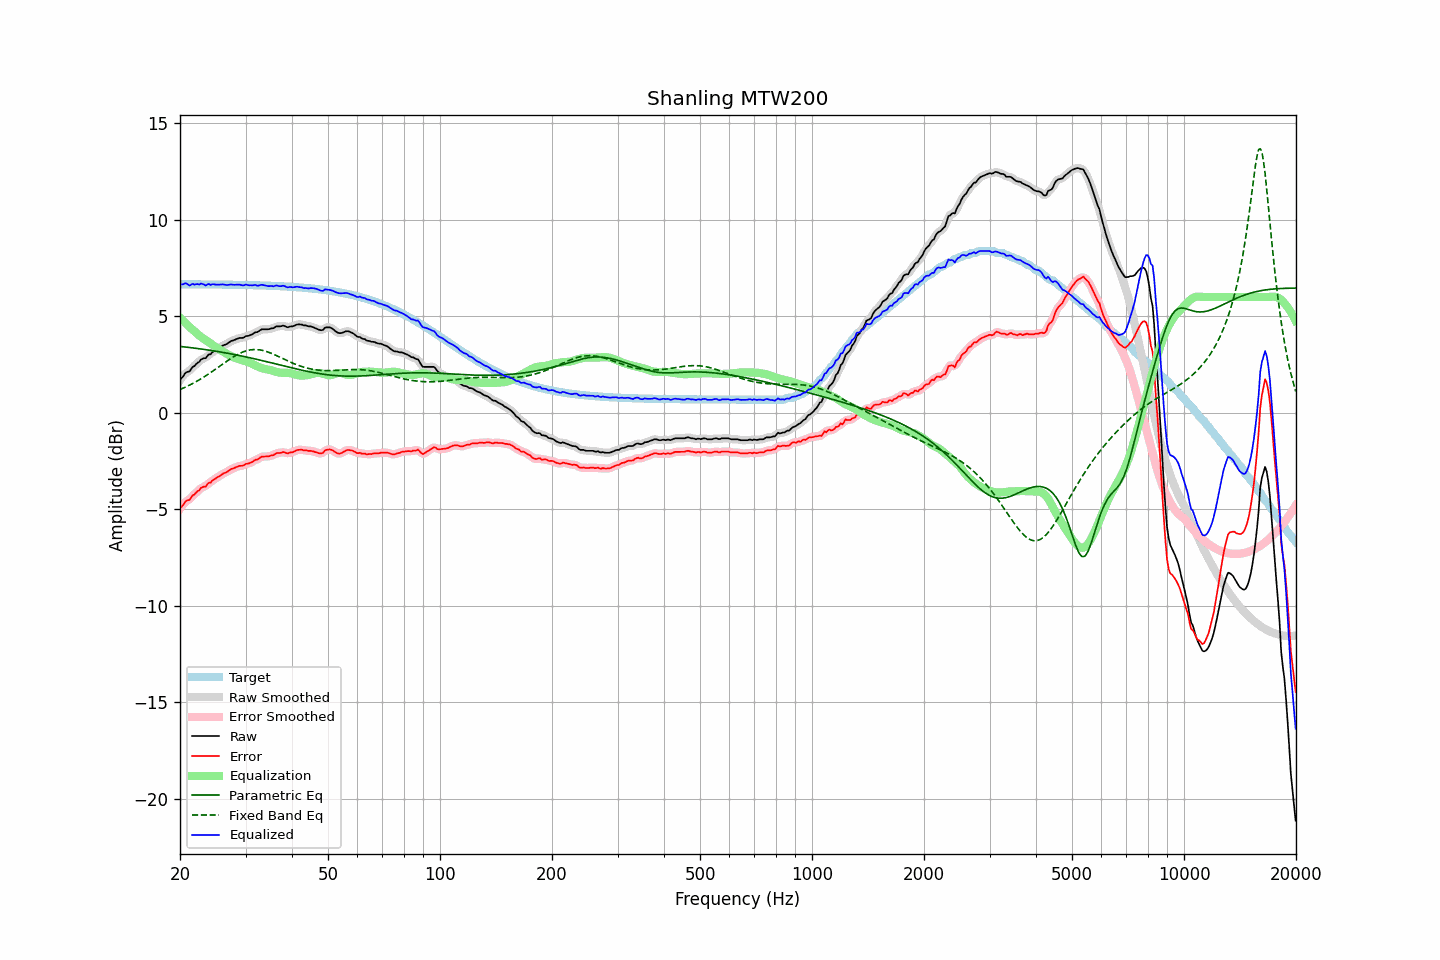 Shanling MTW200
Amplitude (dBr)
15
10
5
0
−5
−10
−15
−20
Target
Raw Smoothed
Error Smoothed
Raw
Error
Equalization
Parametric Eq
Fixed Band Eq
Equalized
20 50 100 200 500 1000 2000 5000 10000 20000
Frequency (Hz)